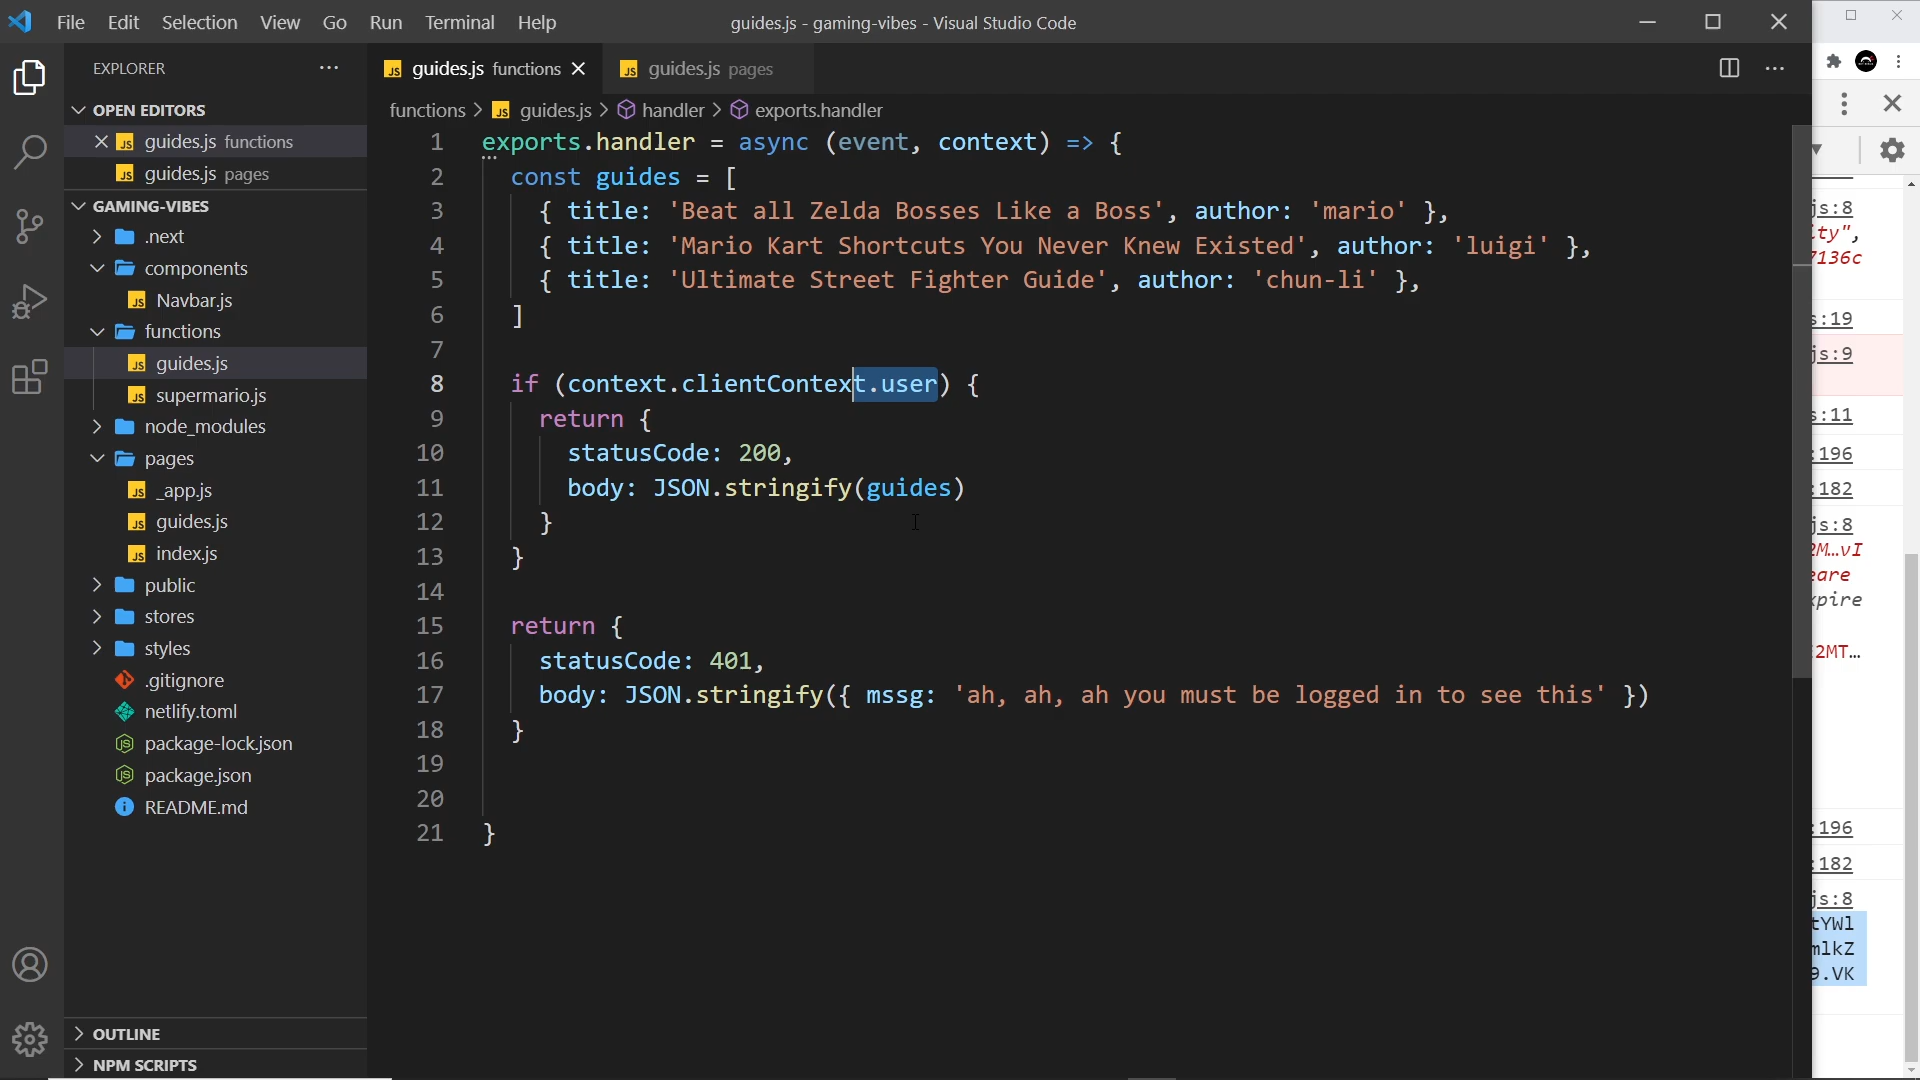 File Edit Selection View Go Run Terminal Help
guides.js - gaming-vibes - Visual Studio Code
EXPLORER
OPEN EDITORS
guides.js functions
guides.js pages
GAMING-VIBES
.next
components
Navbar.js
functions
guides.js
supermario.js
node_modules
pages
_app.js
guides.js
index.js
public
stores
styles
.gitignore
netlify.toml
package-lock.json
package.json
README.md
OUTLINE
NPM SCRIPTS
guides.js functions
guides.js pages
functions > guides.js > handler > exports.handler
1 exports.handler = async (event, context) => {
2 const guides = [
3 { title: 'Beat all Zelda Bosses Like a Boss', author: 'mario' },
4 { title: 'Mario Kart Shortcuts You Never Knew Existed', author: 'luigi' },
5 { title: 'Ultimate Street Fighter Guide', author: 'chun-li' },
6 ]
7
8 if (context.clientContext.user) {
9 return {
10 statusCode: 200,
11 body: JSON.stringify(guides)
12 }
13 }
14
15 return {
16 statusCode: 401,
17 body: JSON.stringify({ mssg: 'ah, ah, ah you must be logged in to see this' })
18 }
19
20
21 }
js:8
ity",
7136c
s:19
js:9
s:11
:196
:182
js:8
2M…vI
eare
xpire
2MT…
:196
:182
js:8
tYWl
mlkZ
9.VK